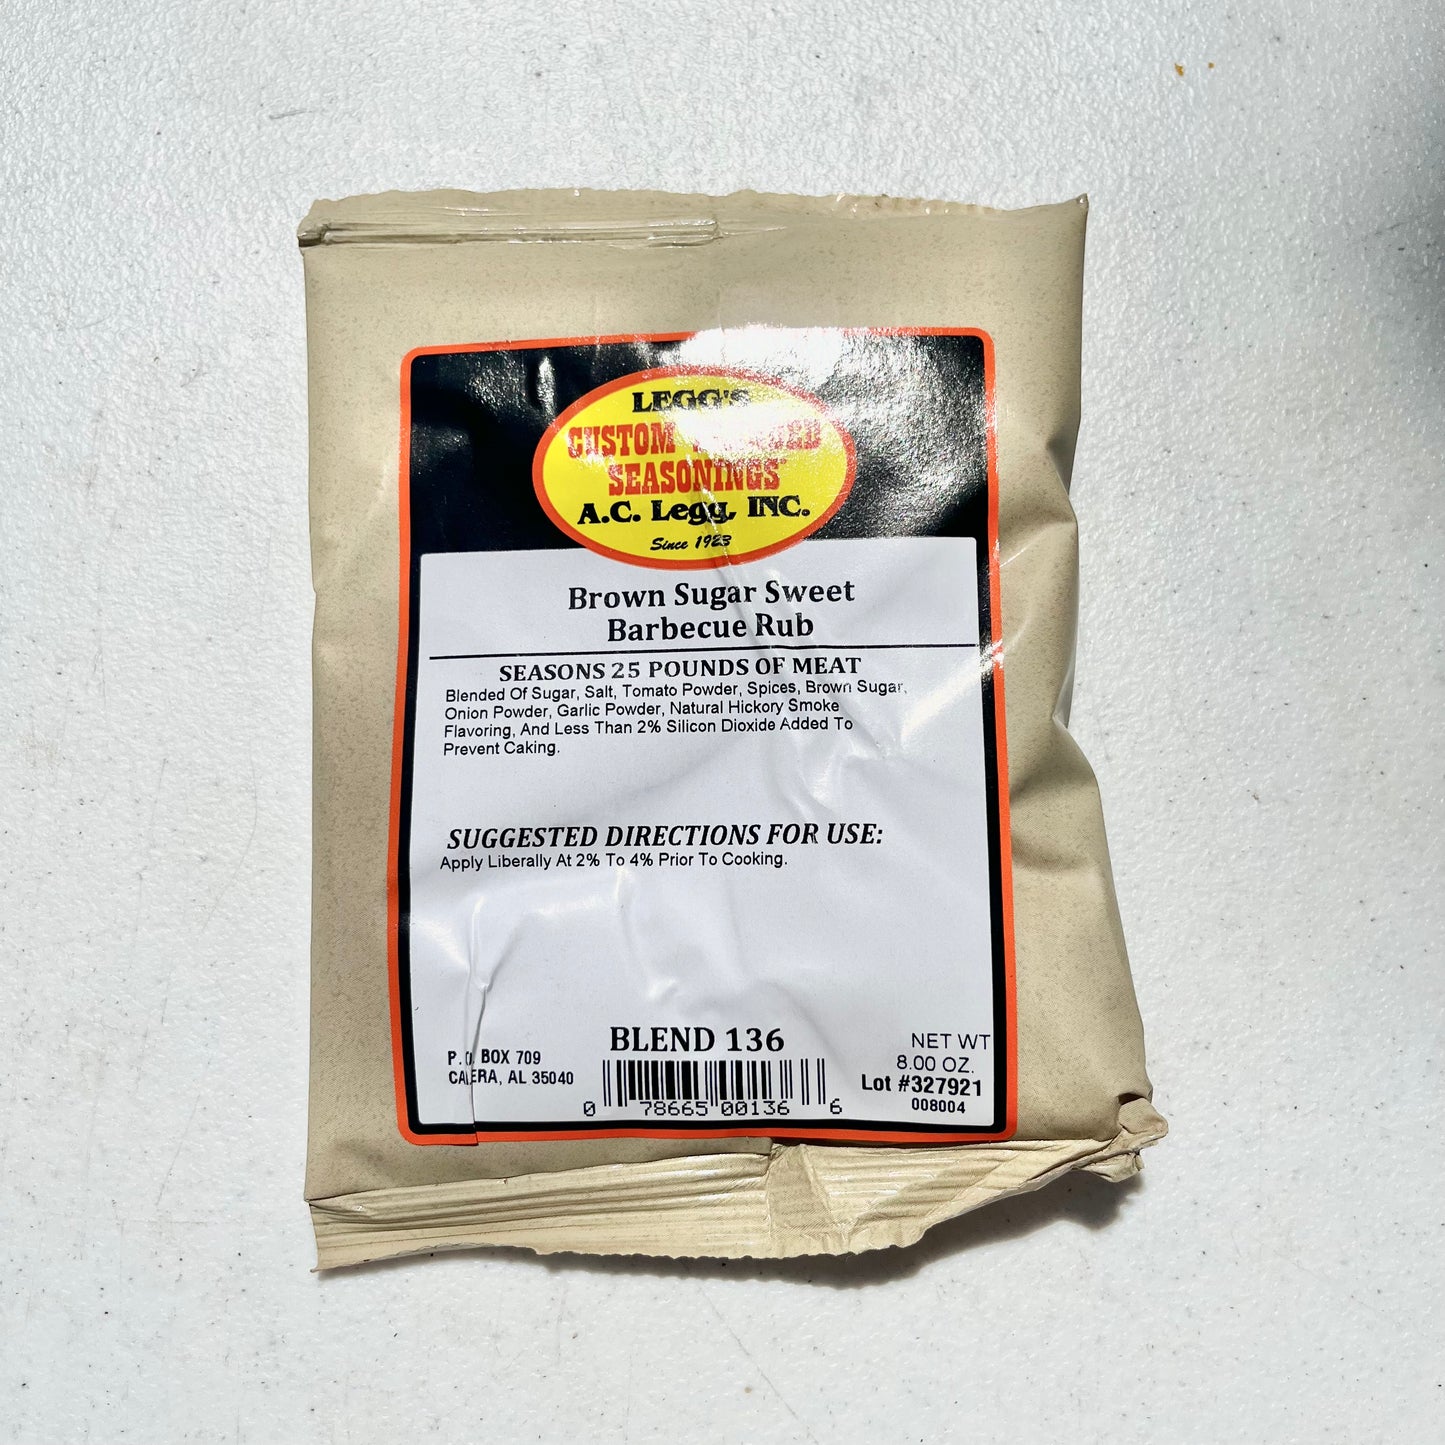 LEGG'S
CUSTOM
SEASONINGS
A.C. Legg, INC.
Since 1923
Brown Sugar Sweet
Barbecue Rub
SEASONS 25 POUNDS OF MEAT
Blended Of Sugar, Salt, Tomato Powder, Spices, Brown Sugar,
Onion Powder, Garlic Powder, Natural Hickory Smoke
Flavoring, And Less Than 2% Silicon Dioxide Added To
Prevent Caking.
SUGGESTED DIRECTIONS FOR USE:
Apply Liberally At 2% To 4% Prior To Cooking.
BLEND 136
P.O. BOX 709
CALERA, AL 35040
0 78665 00136 6
NET WT
8.00 OZ.
Lot #327921
008004